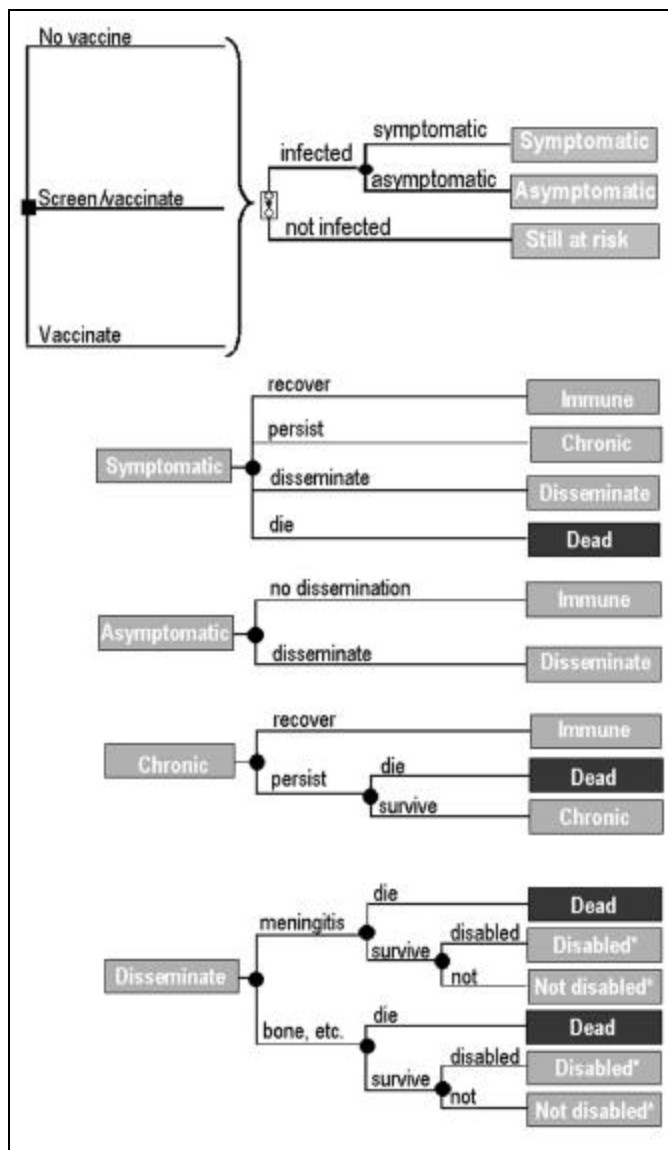 No vaccine
symptomatic
Symptomatic
infected
asymptomatic
Asymptomatic
Screen/vaccinate
not infected
Still at risk
Vaccinate
recover
Immune
persist
Chronic
Symptomatic
disseminate
Disseminate
die
Dead
no dissemination
Immune
Asymptomatic
disseminate
Disseminate
recover
Immune
Chronic
die
Dead
persist
survive
Chronic
die
Dead
meningitis
disabled
Disabled*
survive
not
Not disabled*
Disseminate
die
Dead
bone, etc.
disabled
Disabled*
survive
not
Not disabled*